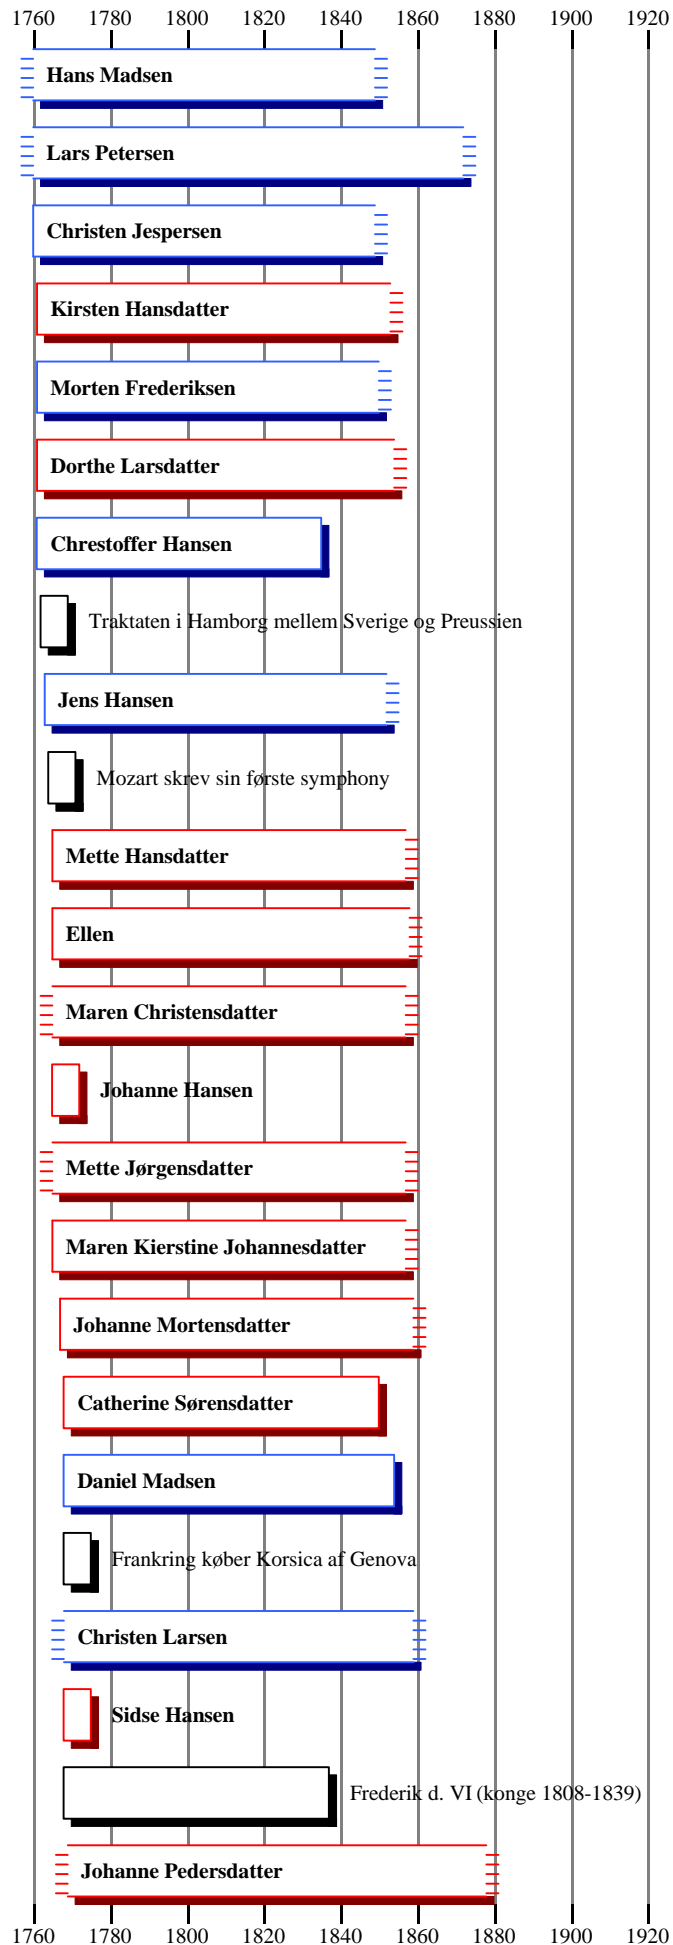 1760 1780 1800 1820 1840 1860 1880 1900 1920
Hans Madsen
Lars Petersen
Christen Jespersen
Kirsten Hansdatter
Morten Frederiksen
Dorthe Larsdatter
Chrestoffer Hansen
Traktaten i Hamborg mellem Sverige og Preussien
Jens Hansen
Mozart skrev sin første symphony
Mette Hansdatter
Ellen
Maren Christensdatter
Johanne Hansen
Mette Jørgensdatter
Maren Kierstine Johannesdatter
Johanne Mortensdatter
Catherine Sørensdatter
Daniel Madsen
Frankring køber Korsica af Genova
Christen Larsen
Sidse Hansen
Frederik d. VI (konge 1808-1839)
Johanne Pedersdatter
1760 1780 1800 1820 1840 1860 1880 1900 1920